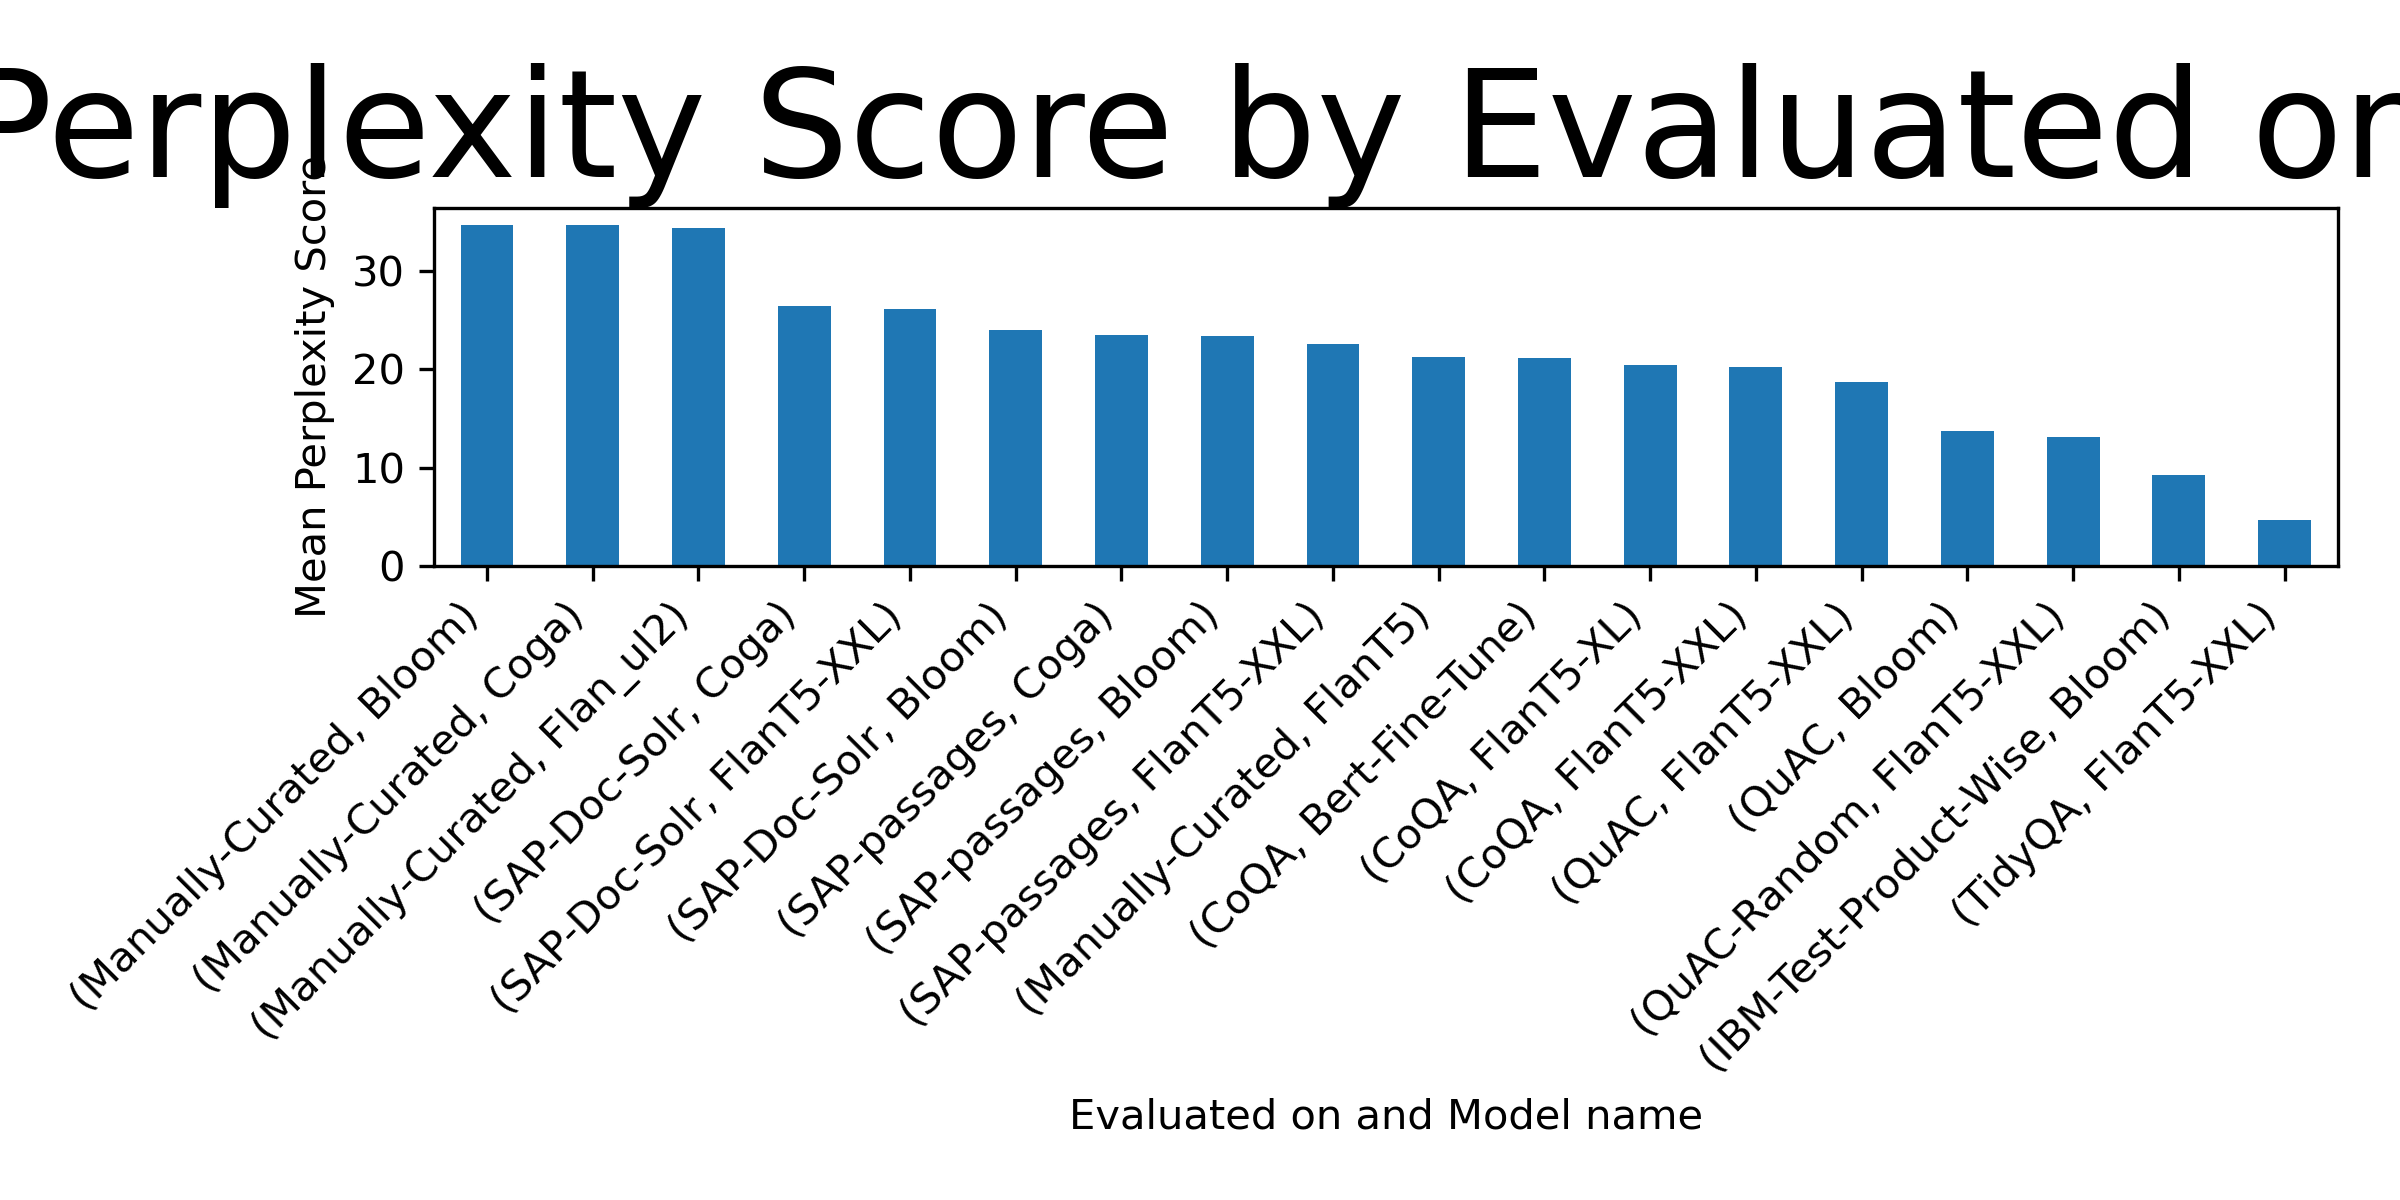 Perplexity Score by Evaluated on
Mean Perplexity Score
30
20
10
0
(Manually-Curated, Bloom)
(Manually-Curated, Coga)
(Manually-Curated, Flan_ul2)
(SAP-Doc-Solr, Coga)
(SAP-Doc-Solr, FlanT5-XXL)
(SAP-Doc-Solr, Bloom)
(SAP-passages, Coga)
(SAP-passages, Bloom)
(SAP-passages, FlanT5-XXL)
(Manually-Curated, FlanT5)
(CoQA, Bert-Fine-Tune)
(CoQA, FlanT5-XL)
(CoQA, FlanT5-XXL)
(QuAC, FlanT5-XXL)
(QuAC, Bloom)
(QuAC-Random, FlanT5-XXL)
(IBM-Test-Product-Wise, Bloom)
(TidyQA, FlanT5-XXL)
Evaluated on and Model name